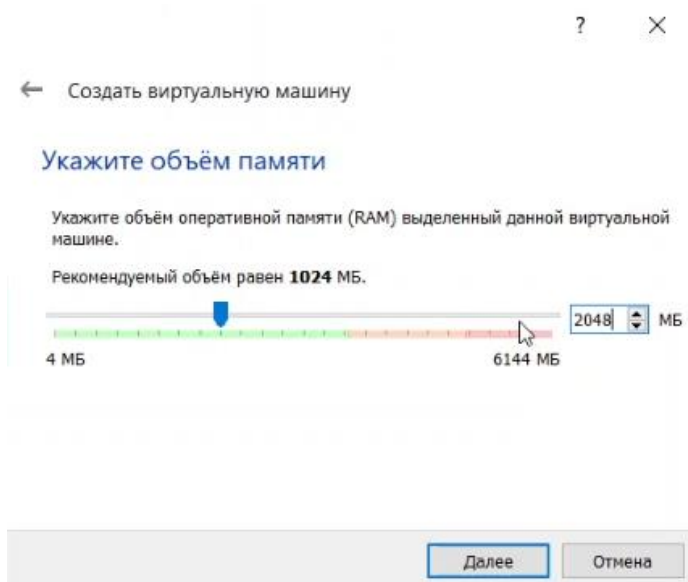 ?
← Создать виртуальную машину
Укажите объём памяти
Укажите объём оперативной памяти (RAM) выделенный данной виртуальной
машине.
Рекомендуемый объём равен 1024 МБ.
2048 МБ
4 МБ 6144 МБ
Далее Отмена